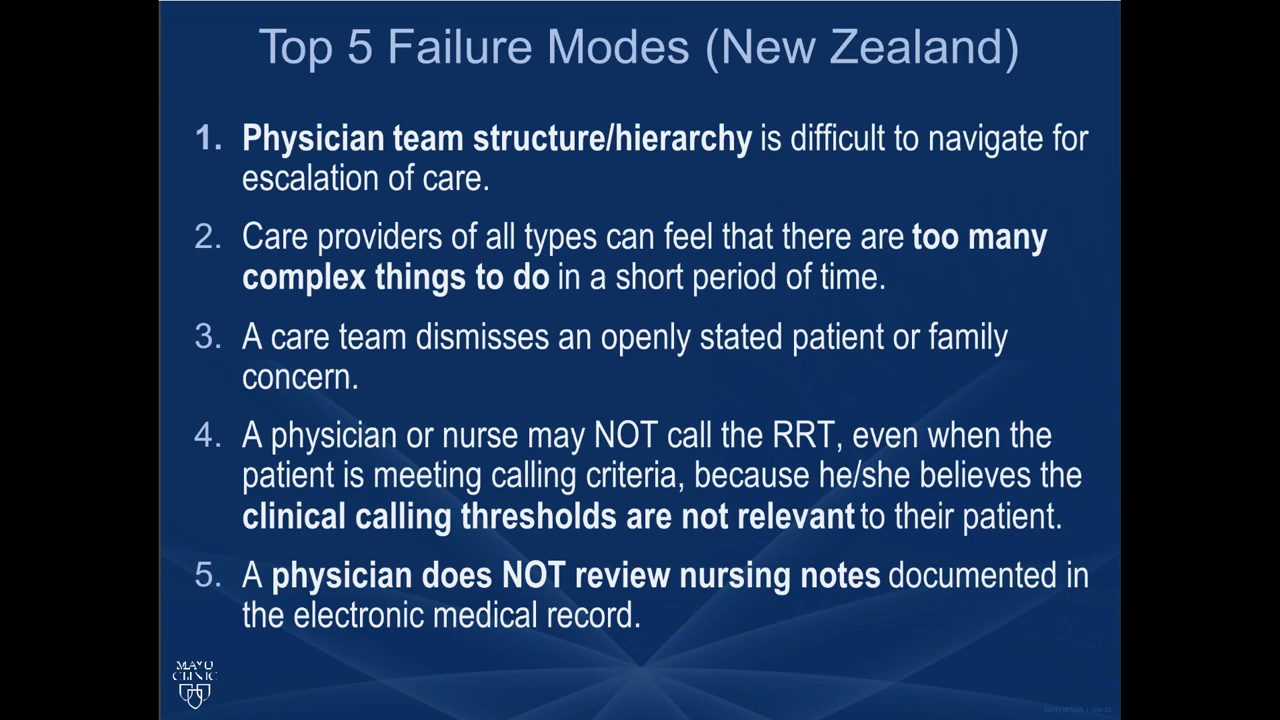 Top 5 Failure Modes (New Zealand)
1. Physician team structure/hierarchy is difficult to navigate for
escalation of care.
2. Care providers of all types can feel that there are too many
complex things to do in a short period of time.
3. A care team dismisses an openly stated patient or family
concern.
4. A physician or nurse may NOT call the RRT, even when the
patient is meeting calling criteria, because he/she believes the
clinical calling thresholds are not relevant to their patient.
5. A physician does NOT review nursing notes documented in
the electronic medical record.
MAYO
CLINIC